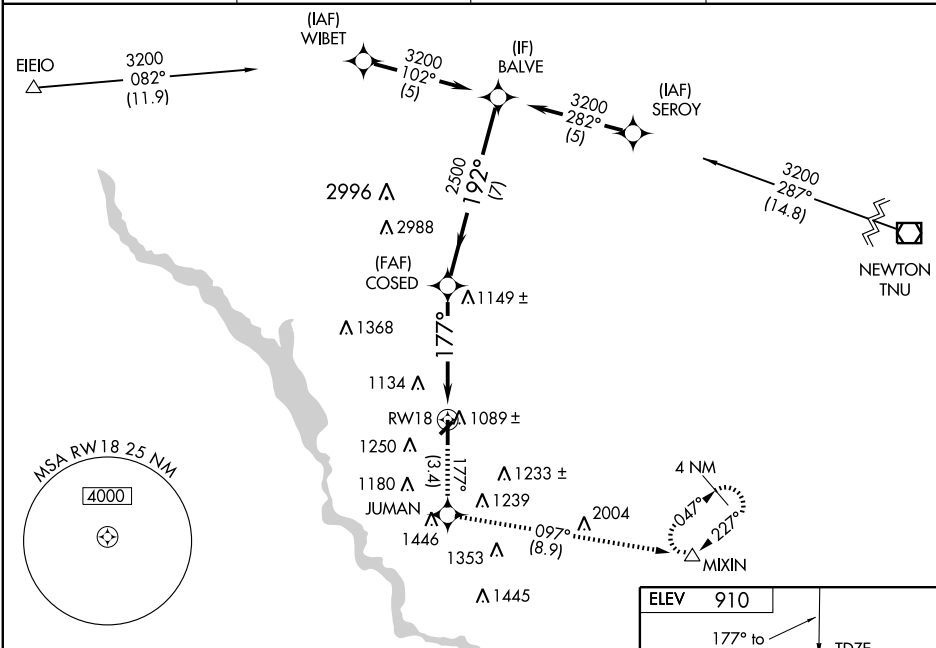 (IAF)
WIBET
(IF)
BALVE
(IAF)
SEROY
EIEIO
3200
082°
(11.9)
3200
102°
(5)
3200
282°
(5)
3200
287°
(14.8)
NEWTON
TNU
2500
192°
(7)
2996
2988
(FAF)
COSED
1149 ±
1368
177°
1134
RW18
1089 ±
1250
177°
(3.4)
1180
1233 ±
1239
JUMAN
1446
1353
1445
097°
(8.9)
2004
4 NM
047°
227°
MIXIN
MSA RW18 25 NM
4000
ELEV 910
177° to
TDZE